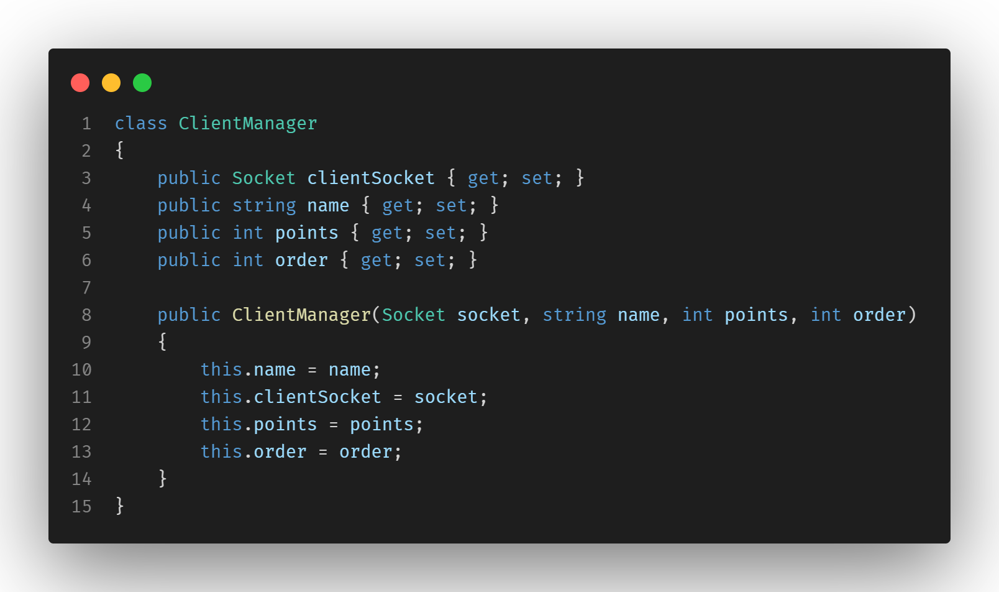 1 class ClientManager
2 {
3     public Socket clientSocket { get; set; }
4     public string name { get; set; }
5     public int points { get; set; }
6     public int order { get; set; }
7
8     public ClientManager(Socket socket, string name, int points, int order)
9     {
10         this.name = name;
11         this.clientSocket = socket;
12         this.points = points;
13         this.order = order;
14     }
15 }